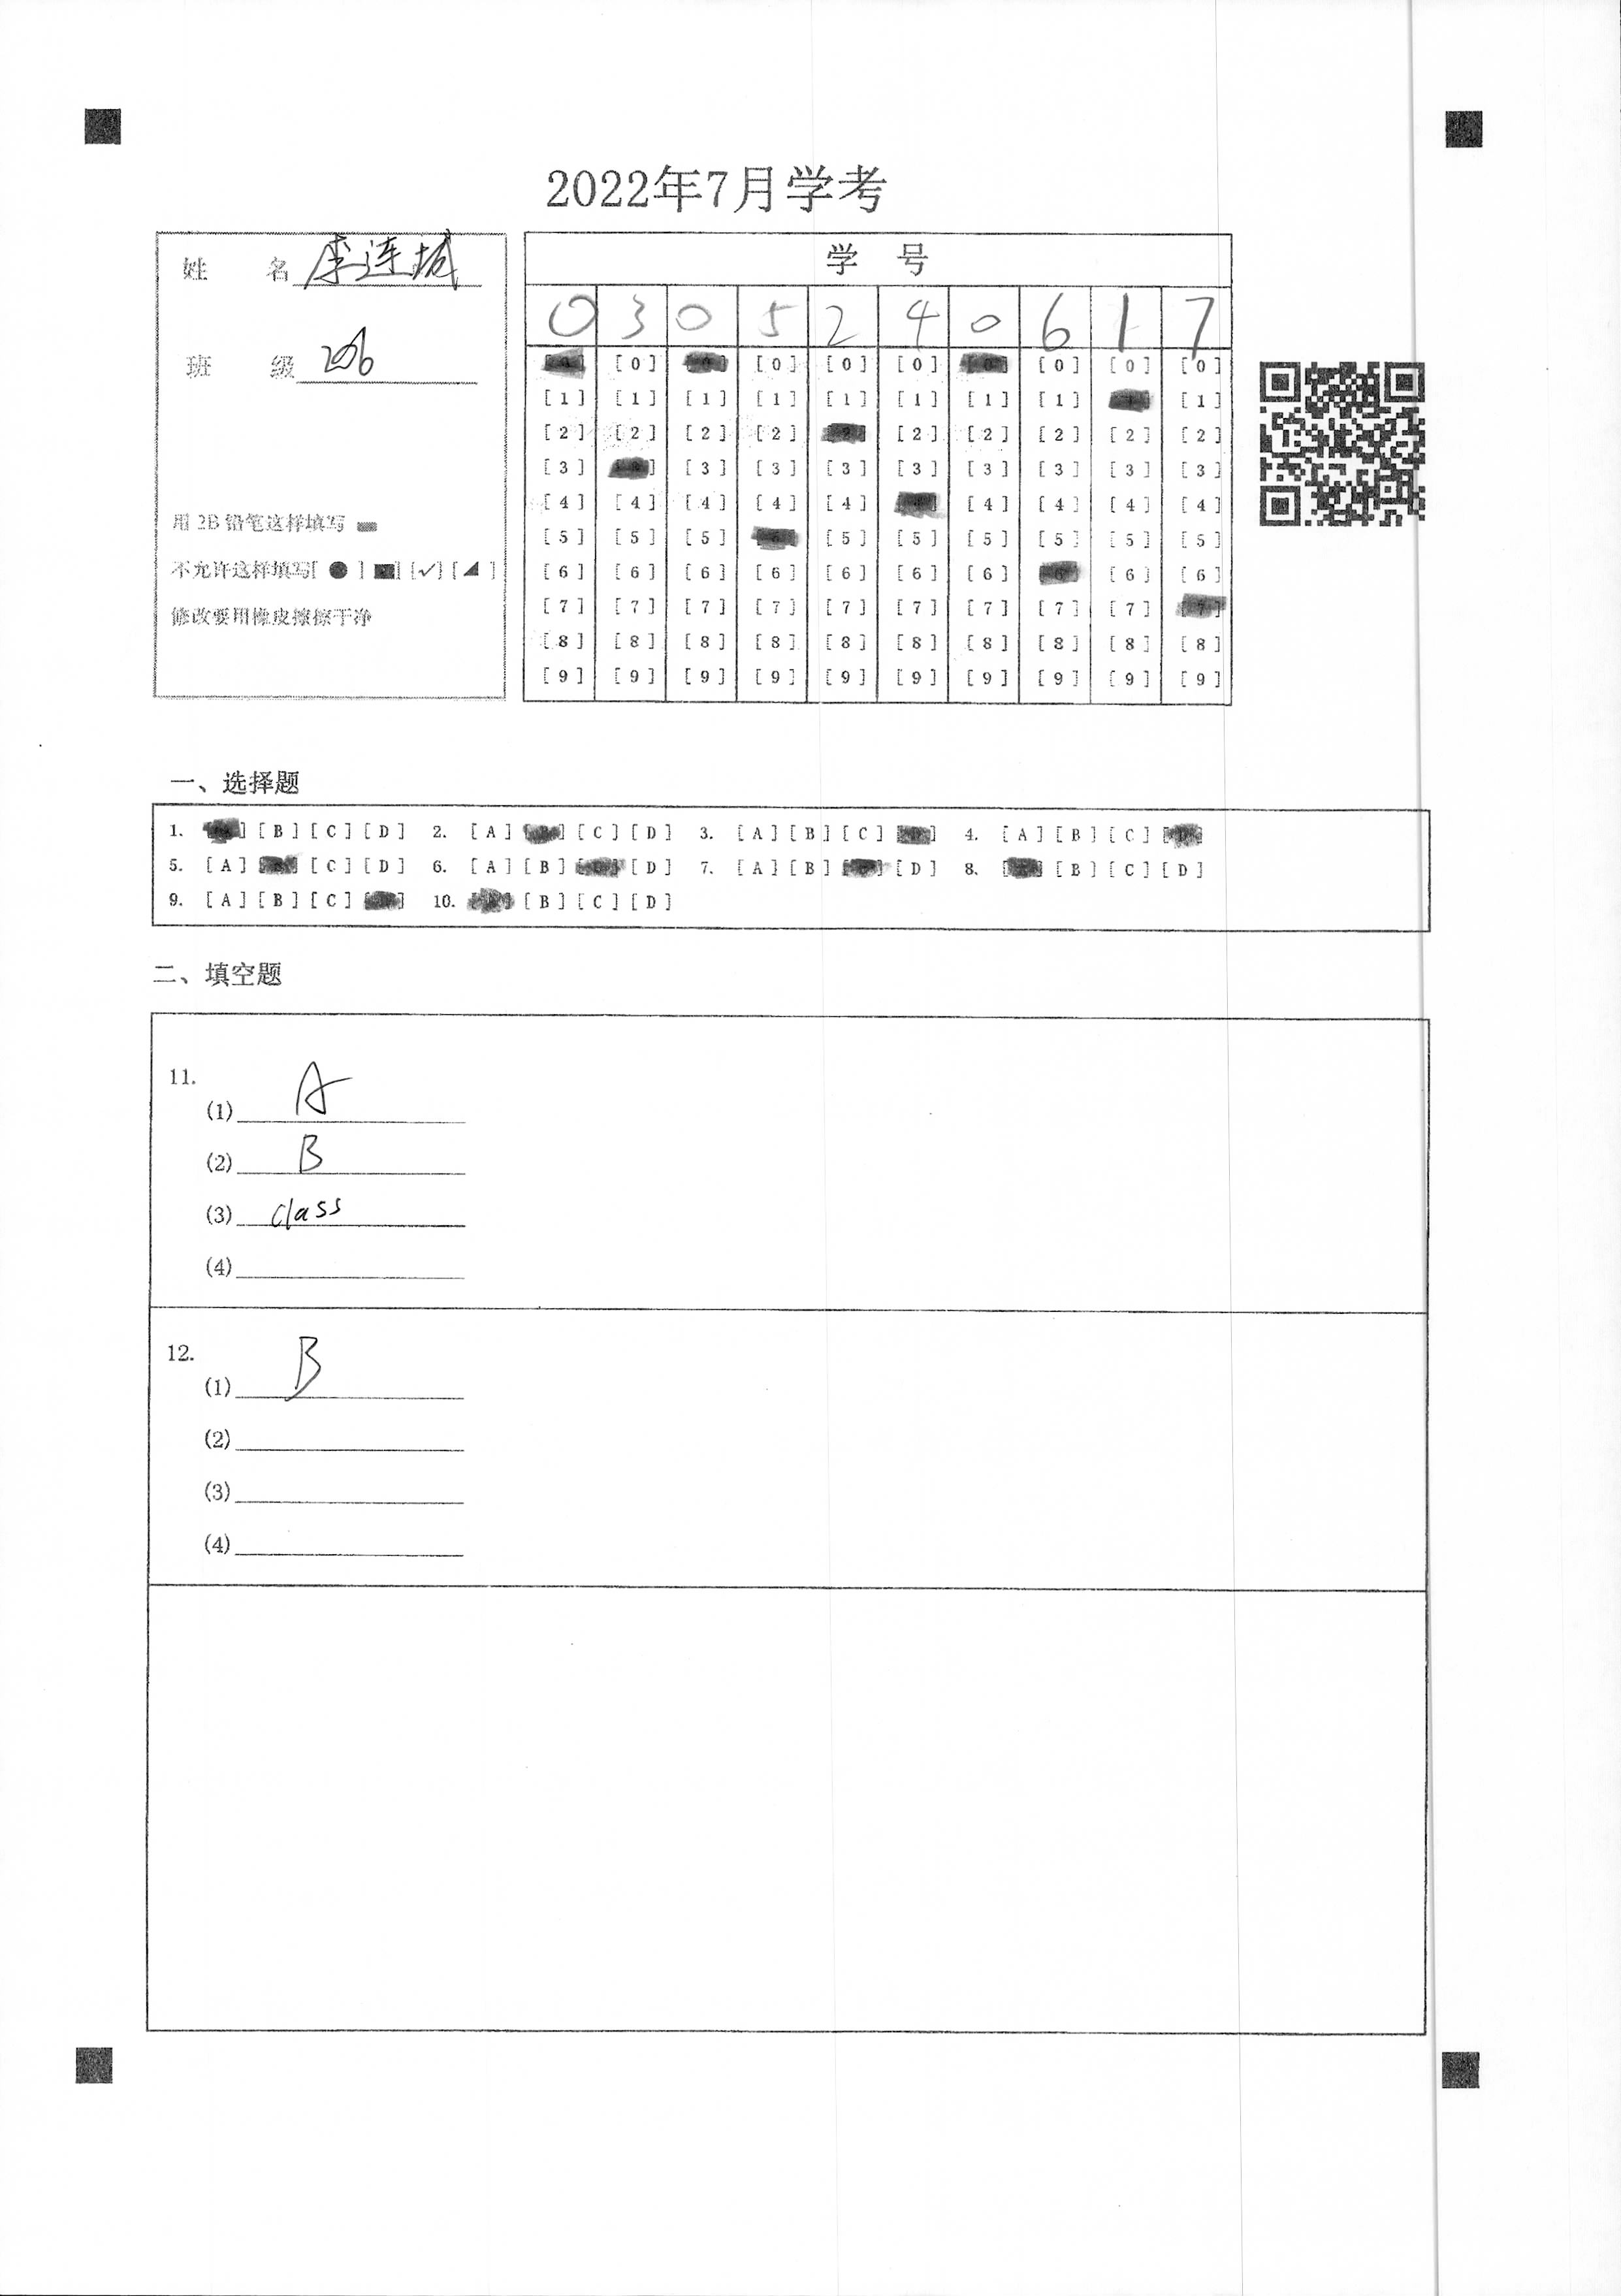 2022年7月学考
姓 名 李连城
班 级 206
用 2B 铅笔这样填写
不允许这样填写[ ● ] [■] [✓] [◢ ]
修改要用橡皮擦擦干净
学 号
0 3 0 5 2 4 0 6 1 7
[0] [0] [0] [0] [0] [0] [0] [0] [0] [0]
[1] [1] [1] [1] [1] [1] [1] [1] [1] [1]
[2] [2] [2] [2] [2] [2] [2] [2] [2] [2]
[3] [3] [3] [3] [3] [3] [3] [3] [3] [3]
[4] [4] [4] [4] [4] [4] [4] [4] [4] [4]
[5] [5] [5] [5] [5] [5] [5] [5] [5] [5]
[6] [6] [6] [6] [6] [6] [6] [6] [6] [6]
[7] [7] [7] [7] [7] [7] [7] [7] [7] [7]
[8] [8] [8] [8] [8] [8] [8] [8] [8] [8]
[9] [9] [9] [9] [9] [9] [9] [9] [9] [9]
一、选择题
1. [A] [B] [C] [D] 2. [A] [B] [C] [D] 3. [A] [B] [C] [D] 4. [A] [B] [C] [D]
5. [A] [B] [C] [D] 6. [A] [B] [C] [D] 7. [A] [B] [C] [D] 8. [A] [B] [C] [D]
9. [A] [B] [C] [D] 10. [A] [B] [C] [D]
二、填空题
11.
(1) A
(2) B
(3) class
(4)
12.
(1) B
(2)
(3)
(4)